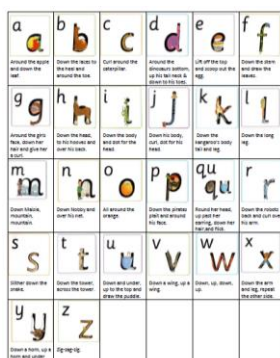 a b c d e f
Around the apple and down the leaf.
Down the laces to the heel and around the toe.
Curl around the caterpillar.
Around the dinosaurs bottom, up his tall neck & down to his toes.
Lift off the top and scoop out the egg.
Down the stem and draw the leaves.
g h i j k l
Around the girls face, down her hair and give her a curl.
Down the head, to his hooves and over his back.
Down the body and dot for the head.
Down his body, curl, dot for his head.
Down the kangaroo's body tail and leg.
Down the long leg.
m n o p qu r
Down Maisie, mountain, mountain.
Down Nobby and over his net.
All around the orange.
Down the pirates plait and around his face.
Round her head, up past her earring, down her hair and flick.
Down the robots back and curl over his arm.
s t u v w x
Slither down the snake.
Down the tower, across the tower.
Down and under, up to the top and draw the puddle.
Down a wing, up a wing.
Down, up, down, up.
Down the arm and leg, repeat the other side.
y z
Down a horn, up a horn and under
Zig-zag-zig.